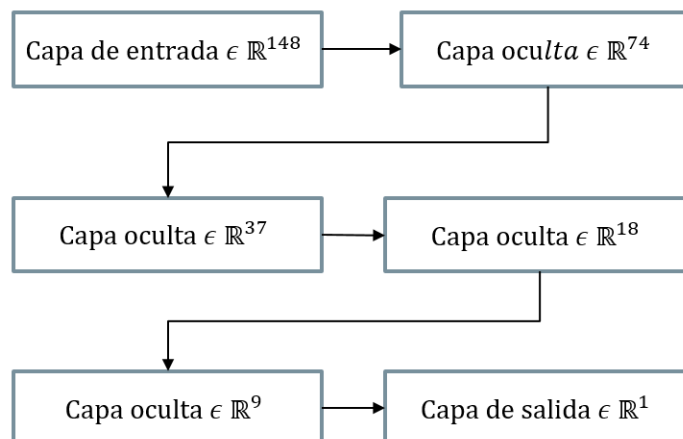 Capa de entrada ϵ ℝ¹⁴⁸
Capa oculta ϵ ℝ⁷⁴
Capa oculta ϵ ℝ³⁷
Capa oculta ϵ ℝ¹⁸
Capa oculta ϵ ℝ⁹
Capa de salida ϵ ℝ¹